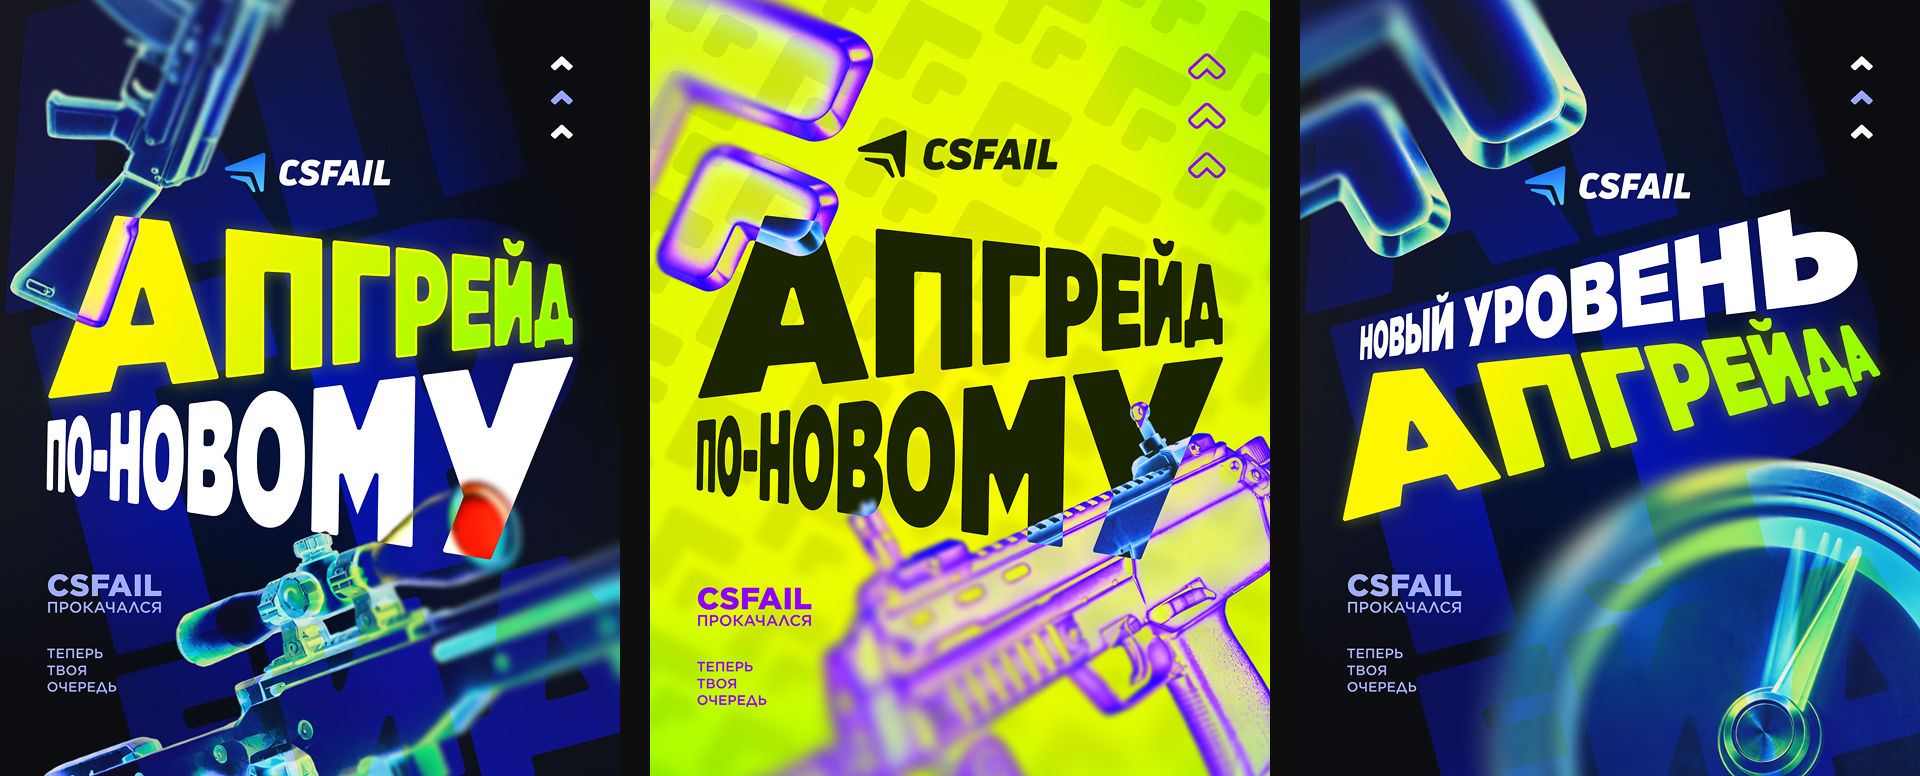 CSFAIL
АПГРЕЙД
ПО-НОВОМУ
CSFAIL
ПРОКАЧАЛСЯ
ТЕПЕРЬ
ТВОЯ
ОЧЕРЕДЬ
CSFAIL
АПГРЕЙД
ПО-НОВОМУ
CSFAIL
ПРОКАЧАЛСЯ
ТЕПЕРЬ
ТВОЯ
ОЧЕРЕДЬ
CSFAIL
НОВЫЙ УРОВЕНЬ
АПГРЕЙДА
CSFAIL
ПРОКАЧАЛСЯ
ТЕПЕРЬ
ТВОЯ
ОЧЕРЕДЬ